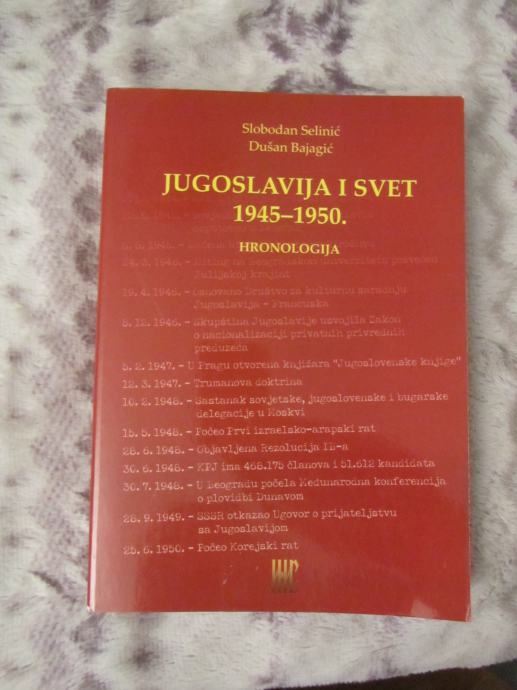 Slobodan Selinić
Dušan Bajagić
JUGOSLAVIJA I SVET
1945–1950.
HRONOLOGIJA
24. 3. 1946. - Miting na Beogradskom univerzitetu posvećen
Julijskoj krajini
19. 4. 1946. - Osnovano Društvo za kulturnu saradnju
Jugoslavija - Francuska
5. 12. 1946. - Skupština Jugoslavije usvojila Zakon
o nacionalizaciji privatnih privrednih
preduzeća
5. 2. 1947. - U Pragu otvorena knjižara "Jugoslovenske knjige"
12. 3. 1947. - Trumanova doktrina
10. 2. 1948. - Sastanak sovjetske, jugoslovenske i bugarske
delegacije u Moskvi
15. 5. 1948. - Počeo Prvi izraelsko-arapski rat
28. 6. 1948. - Objavljena Rezolucija IB-a
30. 6. 1948. - KPJ ima 468.175 članova i 51.612 kandidata
30. 7. 1948. - U Beogradu počela Međunarodna konferencija
o plovidbi Dunavom
28. 9. 1949. - SSSR otkazao Ugovor o prijateljstvu
sa Jugoslavijom
25. 6. 1950. - Počeo Korejski rat